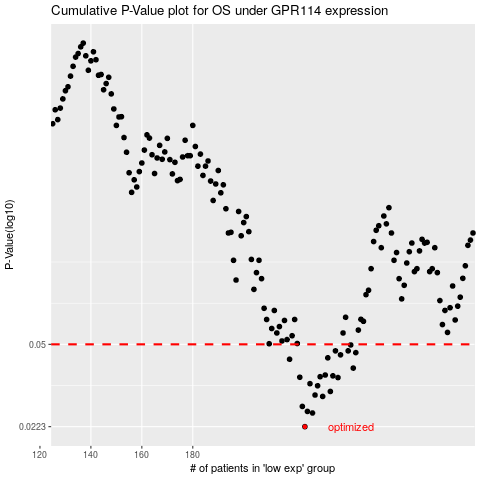 Cumulative P-Value plot for OS under GPR114 expression
P-Value(log10)
0.05
0.0223
optimized
120 140 160 180
# of patients in 'low exp' group